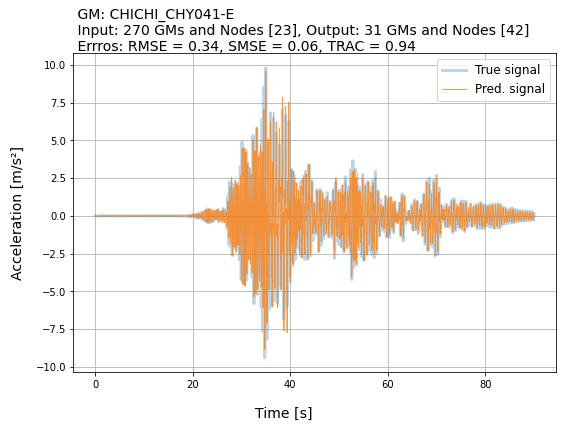 GM: CHICHI_CHY041-E
Input: 270 GMs and Nodes [23], Output: 31 GMs and Nodes [42]
Errros: RMSE = 0.34, SMSE = 0.06, TRAC = 0.94
True signal
Pred. signal
10.0
7.5
5.0
2.5
0.0
−2.5
−5.0
−7.5
−10.0
Acceleration [m/s²]
0 20 40 60 80
Time [s]